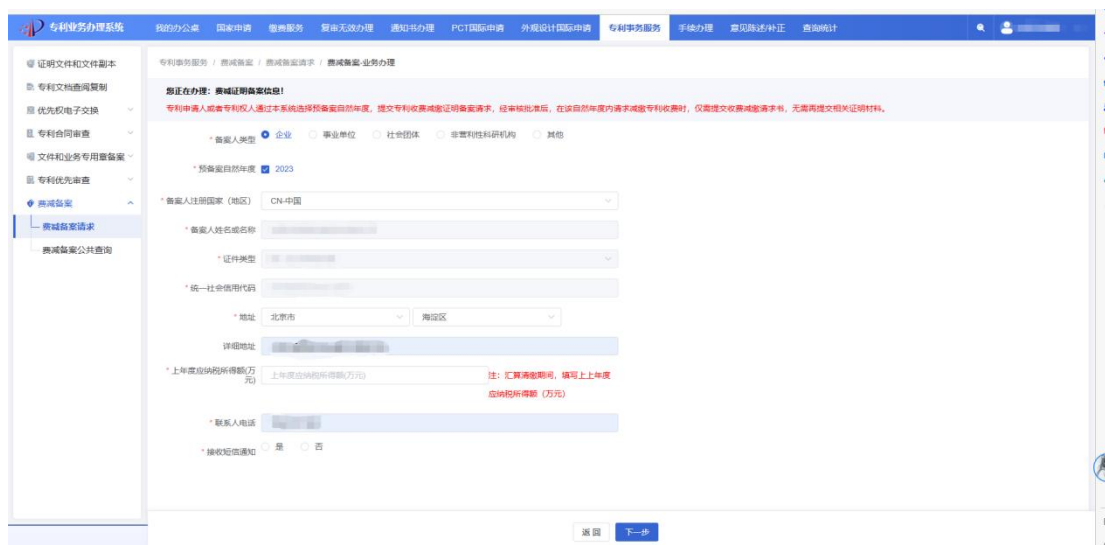 专利业务办理系统
我的办公桌 国家申请 缴费服务 复审无效办理 通知书办理 PCT国际申请 外观设计国际申请 专利事务服务 手续办理 意见陈述/补正 查询统计
证明文件和文件副本
专利文档查阅复制
优先权电子交换
专利合同审查
文件和业务专用章备案
专利优先审查
费减备案
费减备案请求
费减备案公共查询
专利事务服务 / 费减备案 / 费减备案请求 / 费减备案-业务办理
您正在办理：费减证明备案信息！
专利申请人或者专利权人通过本系统选择预备案自然年度，提交专利收费减缴证明备案请求，经审核批准后，在该自然年度内请求减缴专利收费时，仅需提交收费减缴请求书，无需再提交相关证明材料。
* 备案人类型 企业 事业单位 社会团体 非营利性科研机构 其他
* 预备案自然年度 2023
* 备案人注册国家（地区） CN-中国
* 备案人姓名或名称
* 证件类型
* 统一社会信用代码
* 地址 北京市 海淀区
详细地址
* 上年度应纳税所得额(万
元) 上年度应纳税所得额(万元) 注：汇算清缴期间，填写上上年度
应纳税所得额（万元）
* 联系人电话
* 接收短信通知 是 否
返回 下一步